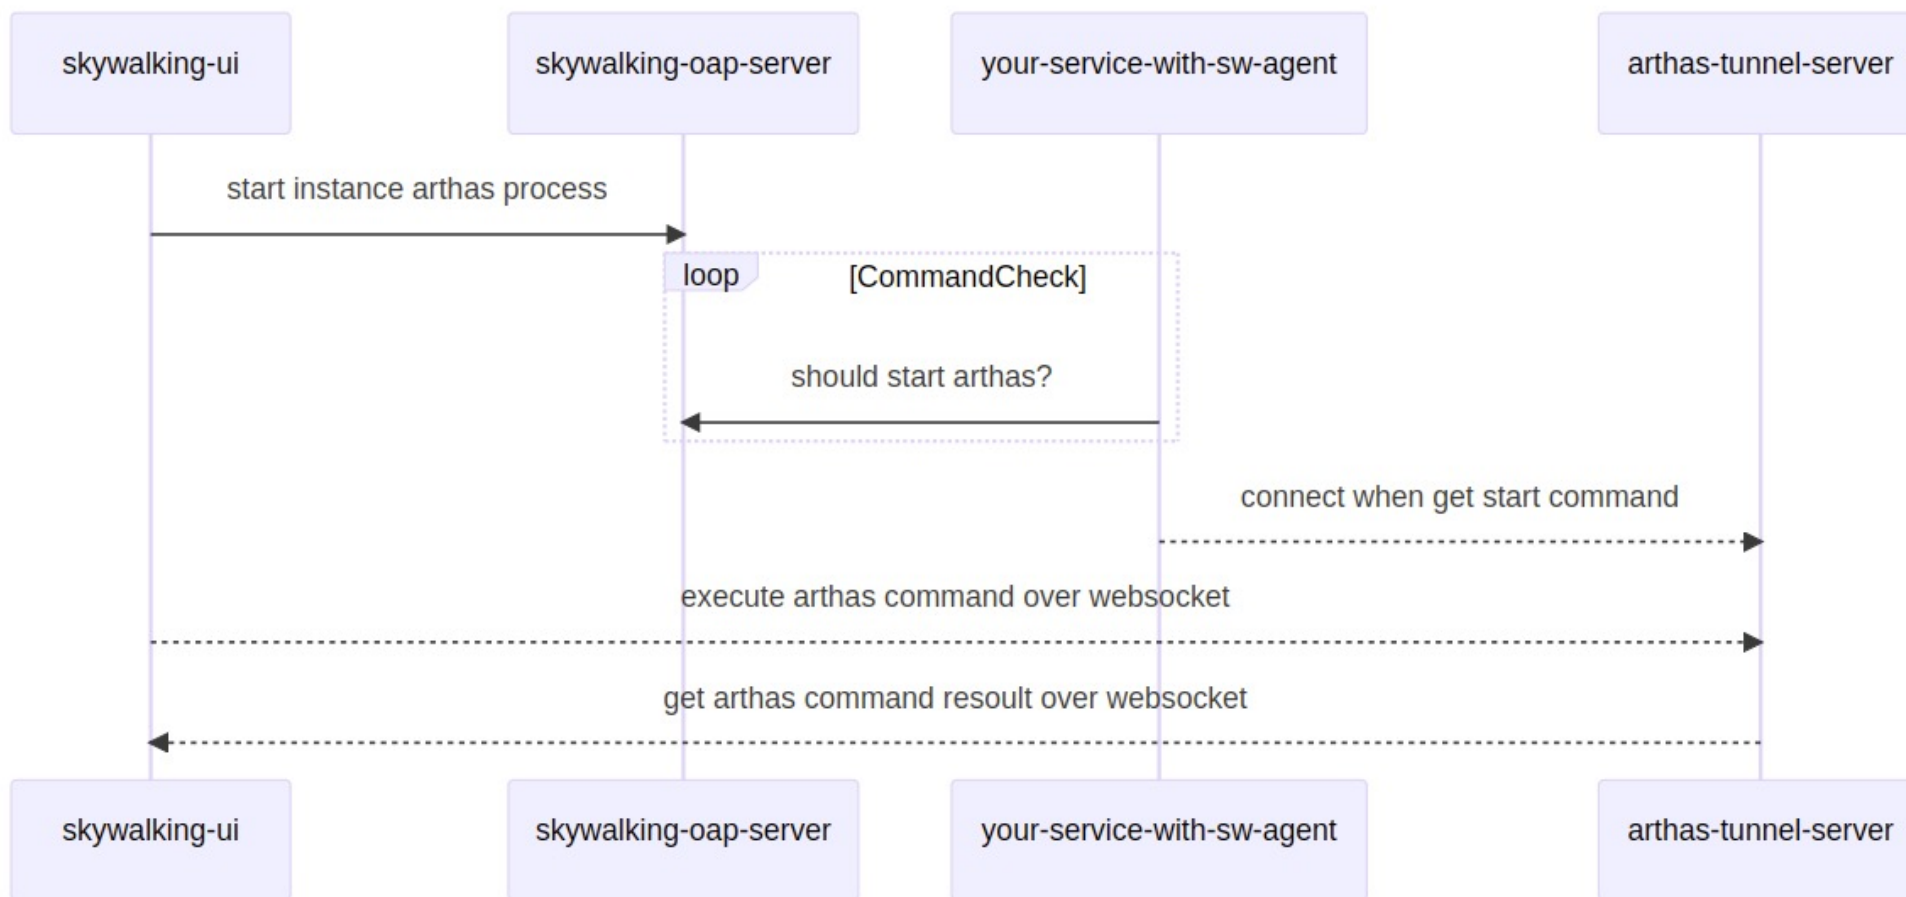 skywalking-ui
skywalking-oap-server
your-service-with-sw-agent
arthas-tunnel-server
start instance arthas process
loop
[CommandCheck]
should start arthas?
connect when get start command
execute arthas command over websocket
get arthas command resoult over websocket
skywalking-ui
skywalking-oap-server
your-service-with-sw-agent
arthas-tunnel-server